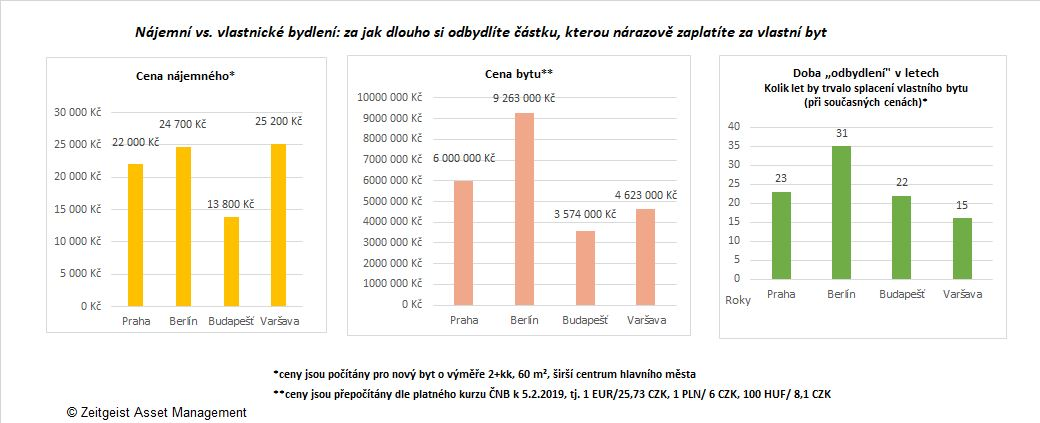 Nájemní vs. vlastnické bydlení: za jak dlouho si odbydlíte částku, kterou nárazově zaplatíte za vlastní byt
Cena nájemného*
30 000 Kč
25 000 Kč
20 000 Kč
15 000 Kč
10 000 Kč
5 000 Kč
0 Kč
22 000 Kč
24 700 Kč
13 800 Kč
25 200 Kč
Praha Berlín Budapešť Varšava
Cena bytu**
10000 000 Kč
9000 000 Kč
8000 000 Kč
7000 000 Kč
6000 000 Kč
5000 000 Kč
4000 000 Kč
3000 000 Kč
2000 000 Kč
1000 000 Kč
0 Kč
6 000 000 Kč
9 263 000 Kč
3 574 000 Kč
4 623 000 Kč
Praha Berlín Budapešť Varšava
Doba „odbydlení" v letech
Kolik let by trvalo splacení vlastního bytu
(při současných cenách)*
40
35
30
25
20
15
10
5
0
Roky
23
31
22
15
Praha Berlín Budapešť Varšava
*ceny jsou počítány pro nový byt o výměře 2+kk, 60 m², širší centrum hlavního města
**ceny jsou přepočítány dle platného kurzu ČNB k 5.2.2019, tj. 1 EUR/25,73 CZK, 1 PLN/ 6 CZK, 100 HUF/ 8,1 CZK
© Zeitgeist Asset Management